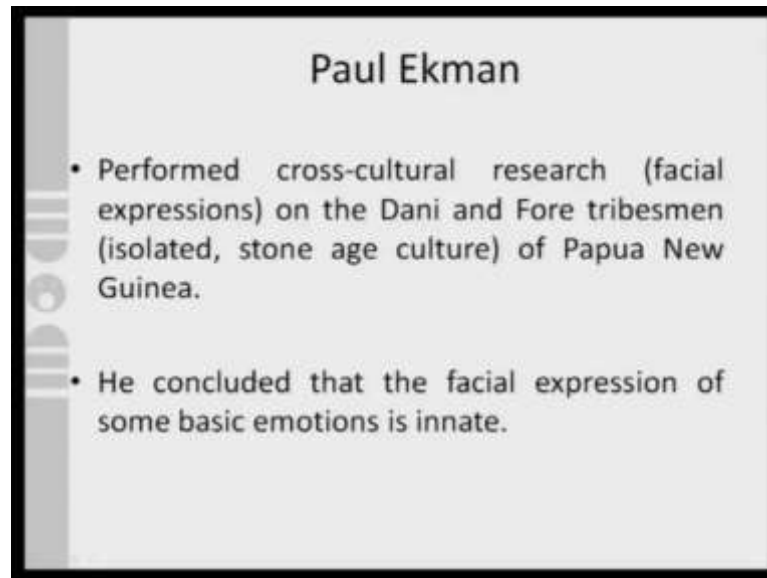 Paul Ekman
• Performed cross-cultural research (facial
expressions) on the Dani and Fore tribesmen
(isolated, stone age culture) of Papua New
Guinea.
• He concluded that the facial expression of
some basic emotions is innate.